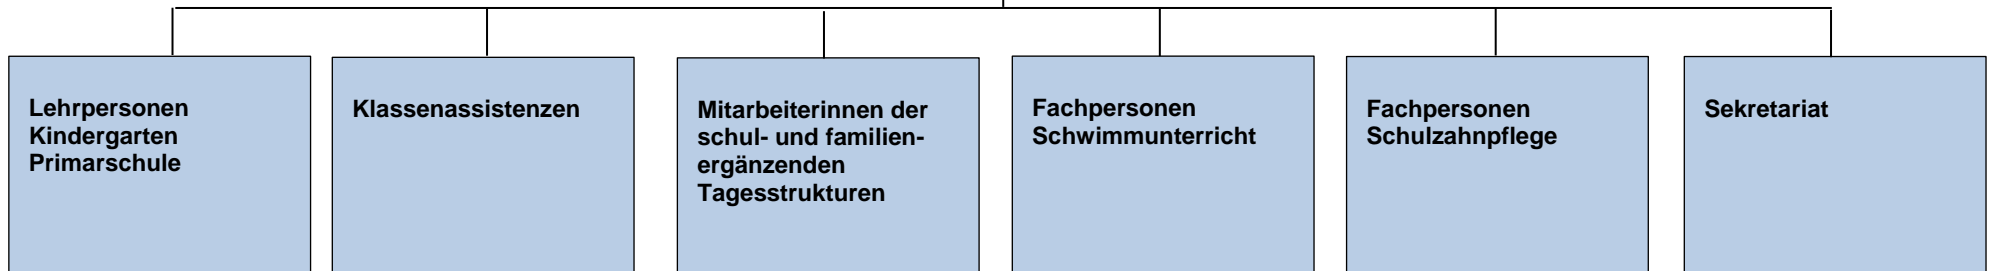 Lehrpersonen
Kindergarten
Primarschule
Klassenassistenzen
Mitarbeiterinnen der
schul- und familien-
ergänzenden
Tagesstrukturen
Fachpersonen
Schwimmunterricht
Fachpersonen
Schulzahnpflege
Sekretariat